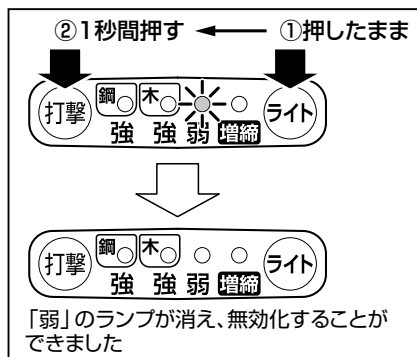 ②1秒間押す ①押したまま
打撃 鋼 木 ライト
強 強 弱 増締
打撃 鋼 木 ライト
強 強 弱 増締
「弱」のランプが消え、無効化することが
できました